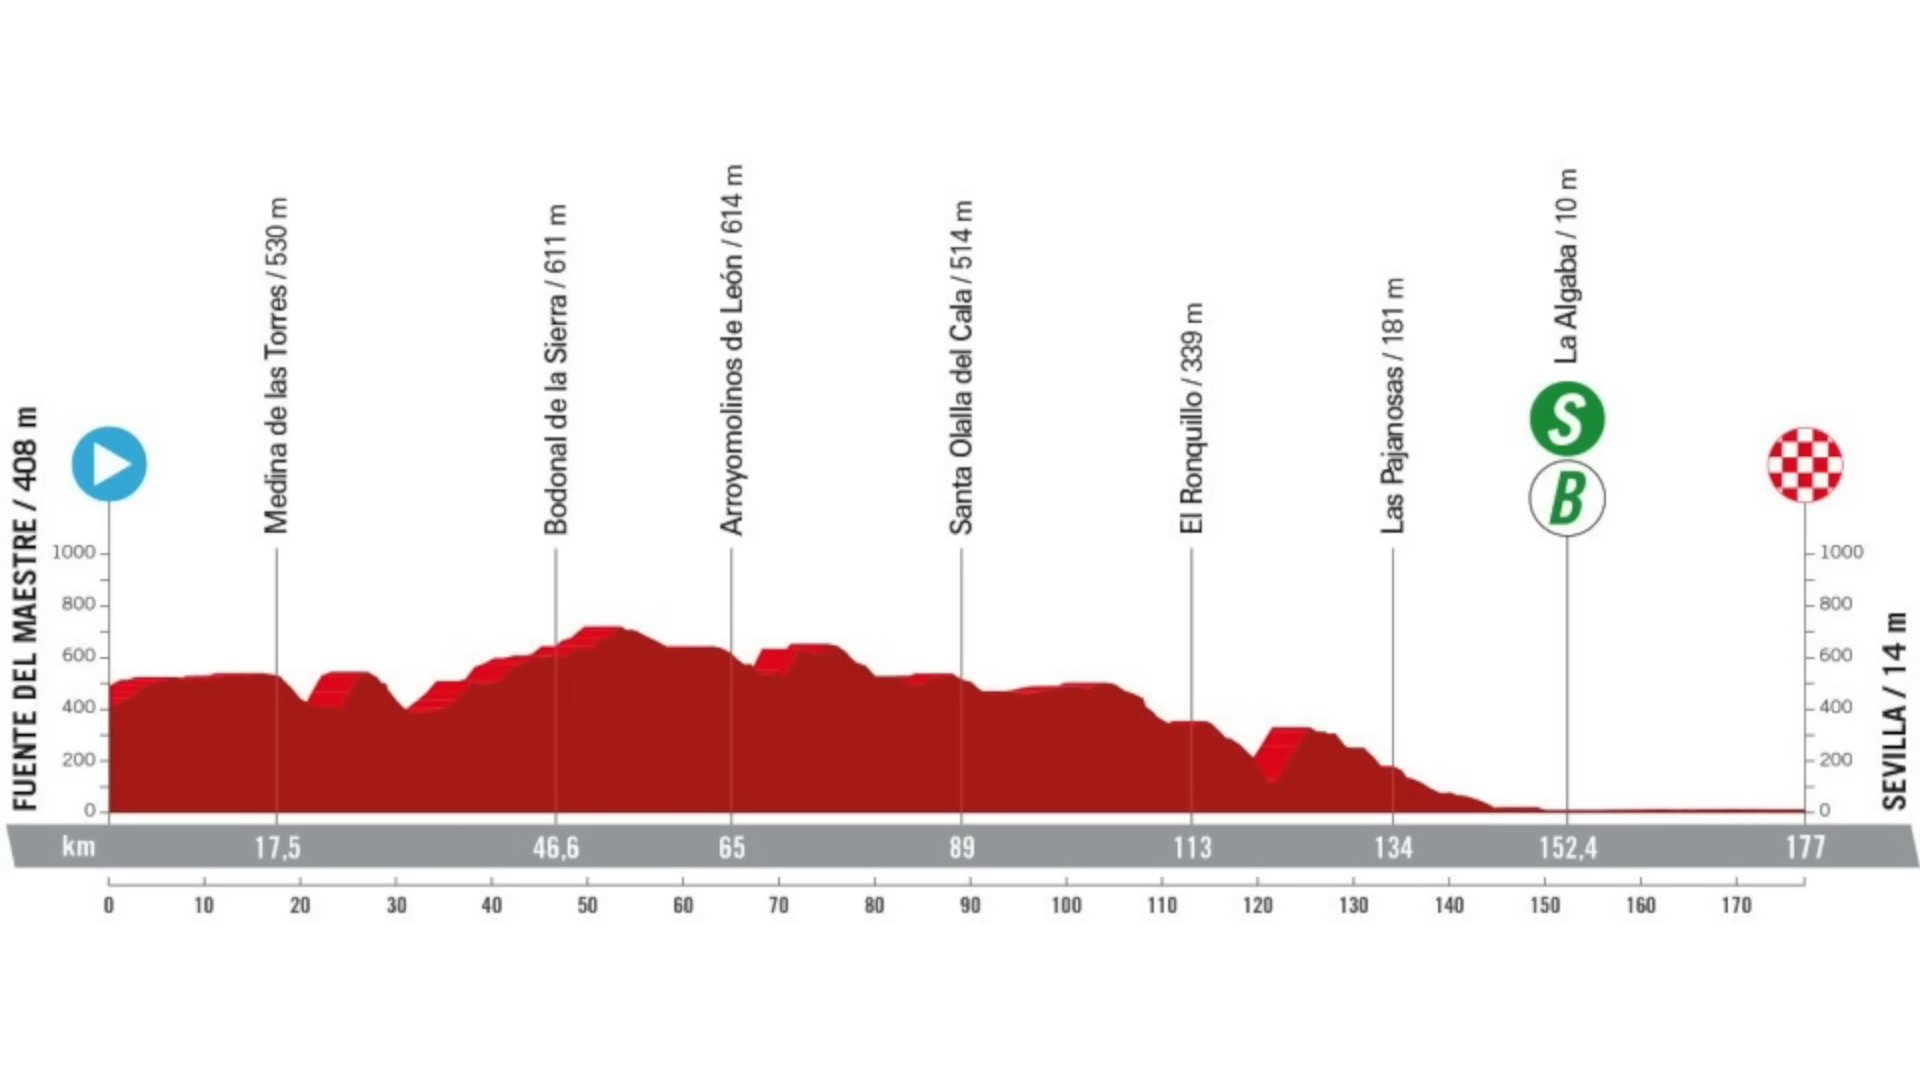 FUENTE DEL MAESTRE / 408 m
Medina de las Torres / 530 m
Bodonal de la Sierra / 611 m
Arroyomolinos de León / 614 m
Santa Olalla del Cala / 514 m
El Ronquillo / 339 m
Las Pajanosas / 181 m
La Algaba / 10 m
S
B
SEVILLA / 14 m
1000
800
600
400
200
0
1000
800
600
400
200
0
km 17,5 46,6 65 89 113 134 152,4 177
0 10 20 30 40 50 60 70 80 90 100 110 120 130 140 150 160 170